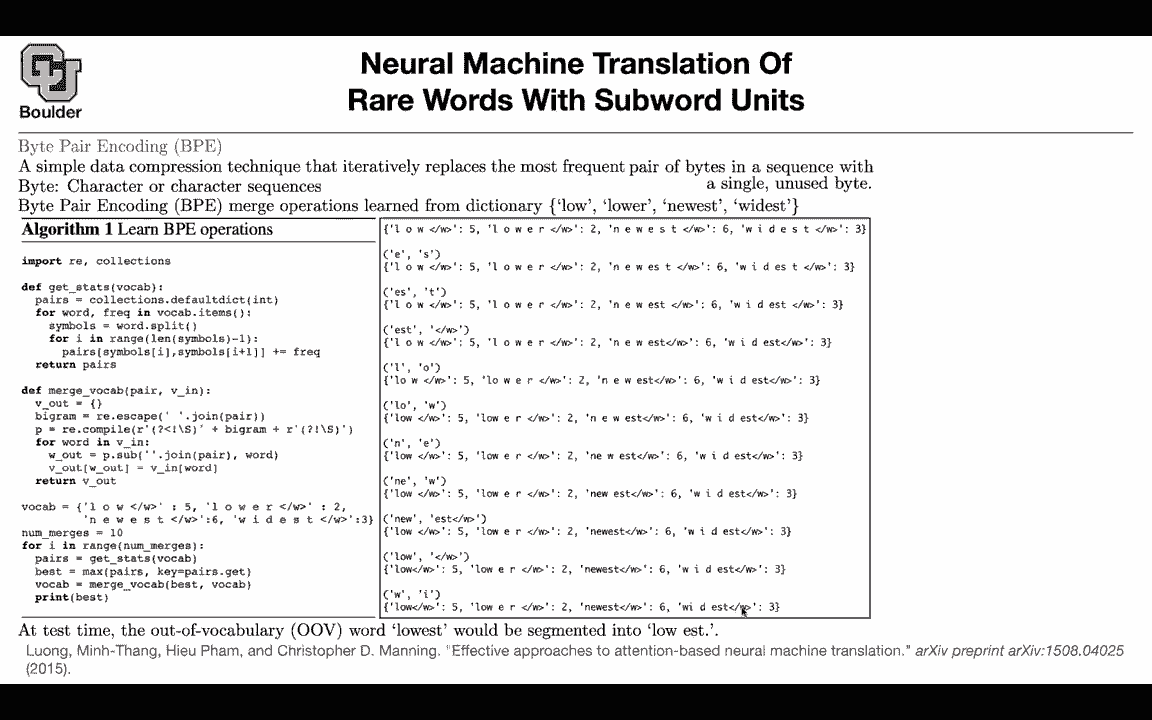 Boulder
Neural Machine Translation Of
Rare Words With Subword Units
Byte Pair Encoding (BPE)
A simple data compression technique that iteratively replaces the most frequent pair of bytes in a sequence with
a single, unused byte.
Byte: Character or character sequences
Byte Pair Encoding (BPE) merge operations learned from dictionary {‘low’, ‘lower’, ‘newest’, ‘widest’}
Algorithm 1 Learn BPE operations
import re, collections
def get_stats(vocab):
pairs = collections.defaultdict(int)
for word, freq in vocab.items():
symbols = word.split()
for i in range(len(symbols)-1):
pairs[symbols[i],symbols[i+1]] += freq
return pairs
def merge_vocab(pair, v_in):
v_out = {}
bigram = re.escape(' '.join(pair))
p = re.compile(r'(?<!\S)' + bigram + r'(?!\S)')
for word in v_in:
w_out = p.sub(''.join(pair), word)
v_out[w_out] = v_in[word]
return v_out
vocab = {'l o w </w>' : 5, 'l o w e r </w>' : 2,
'n e w e s t </w>':6, 'w i d e s t </w>':3}
num_merges = 10
for i in range(num_merges):
pairs = get_stats(vocab)
best = max(pairs, key=pairs.get)
vocab = merge_vocab(best, vocab)
print(best)
{'l o w </w>': 5, 'l o w e r </w>': 2, 'n e w e s t </w>': 6, 'w i d e s t </w>': 3}
('e', 's')
{'l o w </w>': 5, 'l o w e r </w>': 2, 'n e w es t </w>': 6, 'w i d es t </w>': 3}
('es', 't')
{'l o w </w>': 5, 'l o w e r </w>': 2, 'n e w est </w>': 6, 'w i d est </w>': 3}
('est', '</w>')
{'l o w </w>': 5, 'l o w e r </w>': 2, 'n e w est</w>': 6, 'w i d est</w>': 3}
('l', 'o')
{'lo w </w>': 5, 'lo w e r </w>': 2, 'n e w est</w>': 6, 'w i d est</w>': 3}
('lo', 'w')
{'low </w>': 5, 'low e r </w>': 2, 'n e w est</w>': 6, 'w i d est</w>': 3}
('n', 'e')
{'low </w>': 5, 'low e r </w>': 2, 'ne w est</w>': 6, 'w i d est</w>': 3}
('ne', 'w')
{'low </w>': 5, 'low e r </w>': 2, 'new est</w>': 6, 'w i d est</w>': 3}
('new', 'est</w>')
{'low </w>': 5, 'low e r </w>': 2, 'newest</w>': 6, 'w i d est</w>': 3}
('low', '</w>')
{'low</w>': 5, 'low e r </w>': 2, 'newest</w>': 6, 'w i d est</w>': 3}
('w', 'i')
{'low</w>': 5, 'low e r </w>': 2, 'newest</w>': 6, 'wi d est</w>': 3}
At test time, the out-of-vocabulary (OOV) word ‘lowest’ would be segmented into ‘low est.’.
Luong, Minh-Thang, Hieu Pham, and Christopher D. Manning. "Effective approaches to attention-based neural machine translation." arXiv preprint arXiv:1508.04025
(2015).